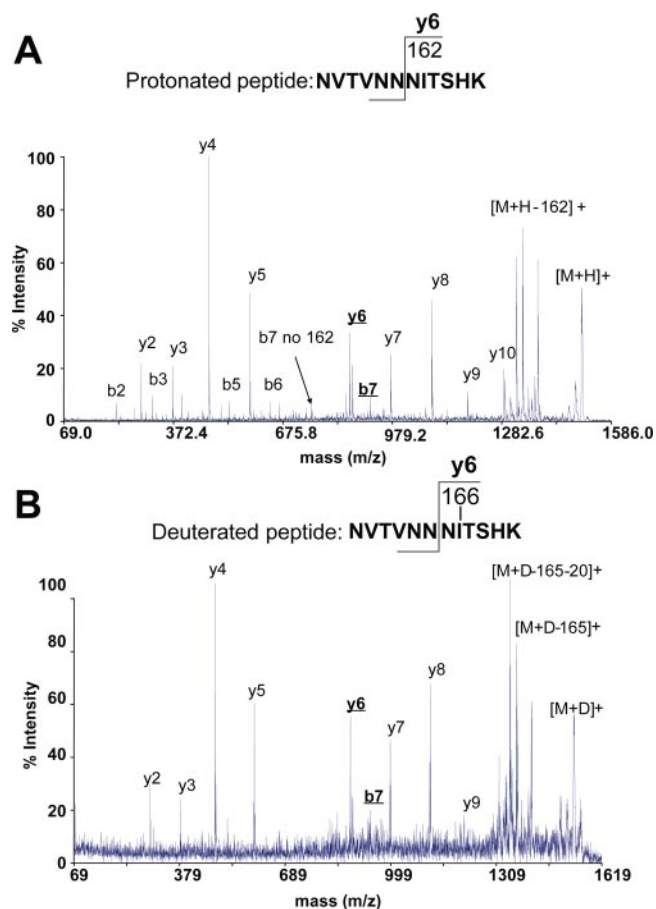 A
y6
162
Protonated peptide: NVTVNNNITSHK
% Intensity
100
80
60
40
20
0
y4
y5
y2
y3
b2
b3
b5
b6
b7 no 162
y6
b7
y7
y8
y9
y10
[M+H-162] +
[M+H]+
69.0 372.4 675.8 979.2 1282.6 1586.0
mass (m/z)
B
y6
166
Deuterated peptide: NVTVNNNITSHK
% Intensity
100
80
60
40
20
0
y4
y5
y2
y3
y6
b7
y7
y8
y9
[M+D-165-20]+
[M+D-165]+
[M+D]+
69 379 689 999 1309 1619
mass (m/z)